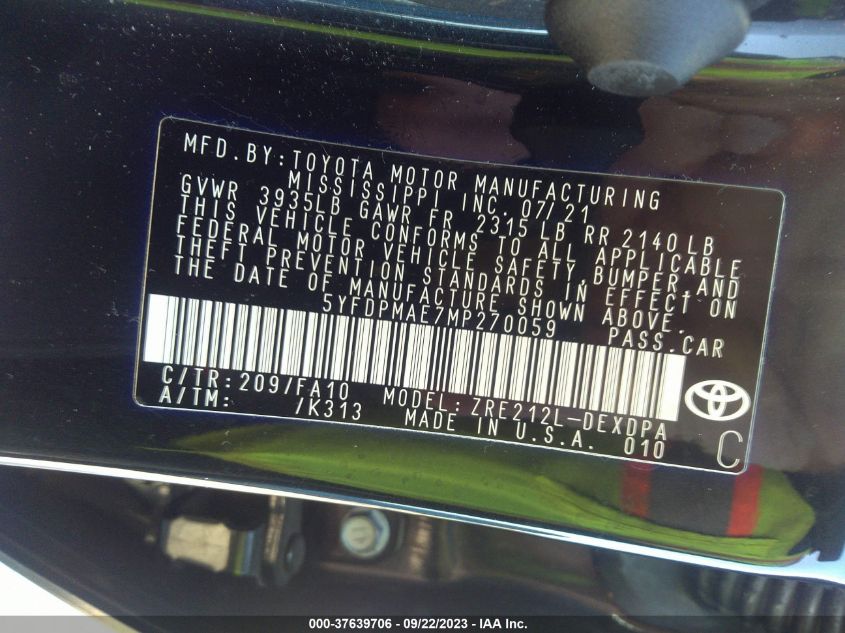 MFD.BY:TOYOTA MOTOR MANUFACTURING
MISSISSIPPI INC. 07/21
GVWR 3935LB GAWR FR 2315 LB RR 2140 LB
THIS VEHICLE CONFORMS TO ALL APPLICABLE
FEDERAL MOTOR VEHICLE SAFETY,BUMPER,AND
THEFT PREVENTION STANDARDS IN EFFECT ON
THE DATE OF MANUFACTURE SHOWN ABOVE.
5YFDPMAE7MP270059 PASS.CAR
C/TR:209/FA10 MODEL:ZRE212L-DEXDPA
A/TM: /K313 MADE IN U.S.A. 010
C
000-37639706 - 09/22/2023 - IAA Inc.